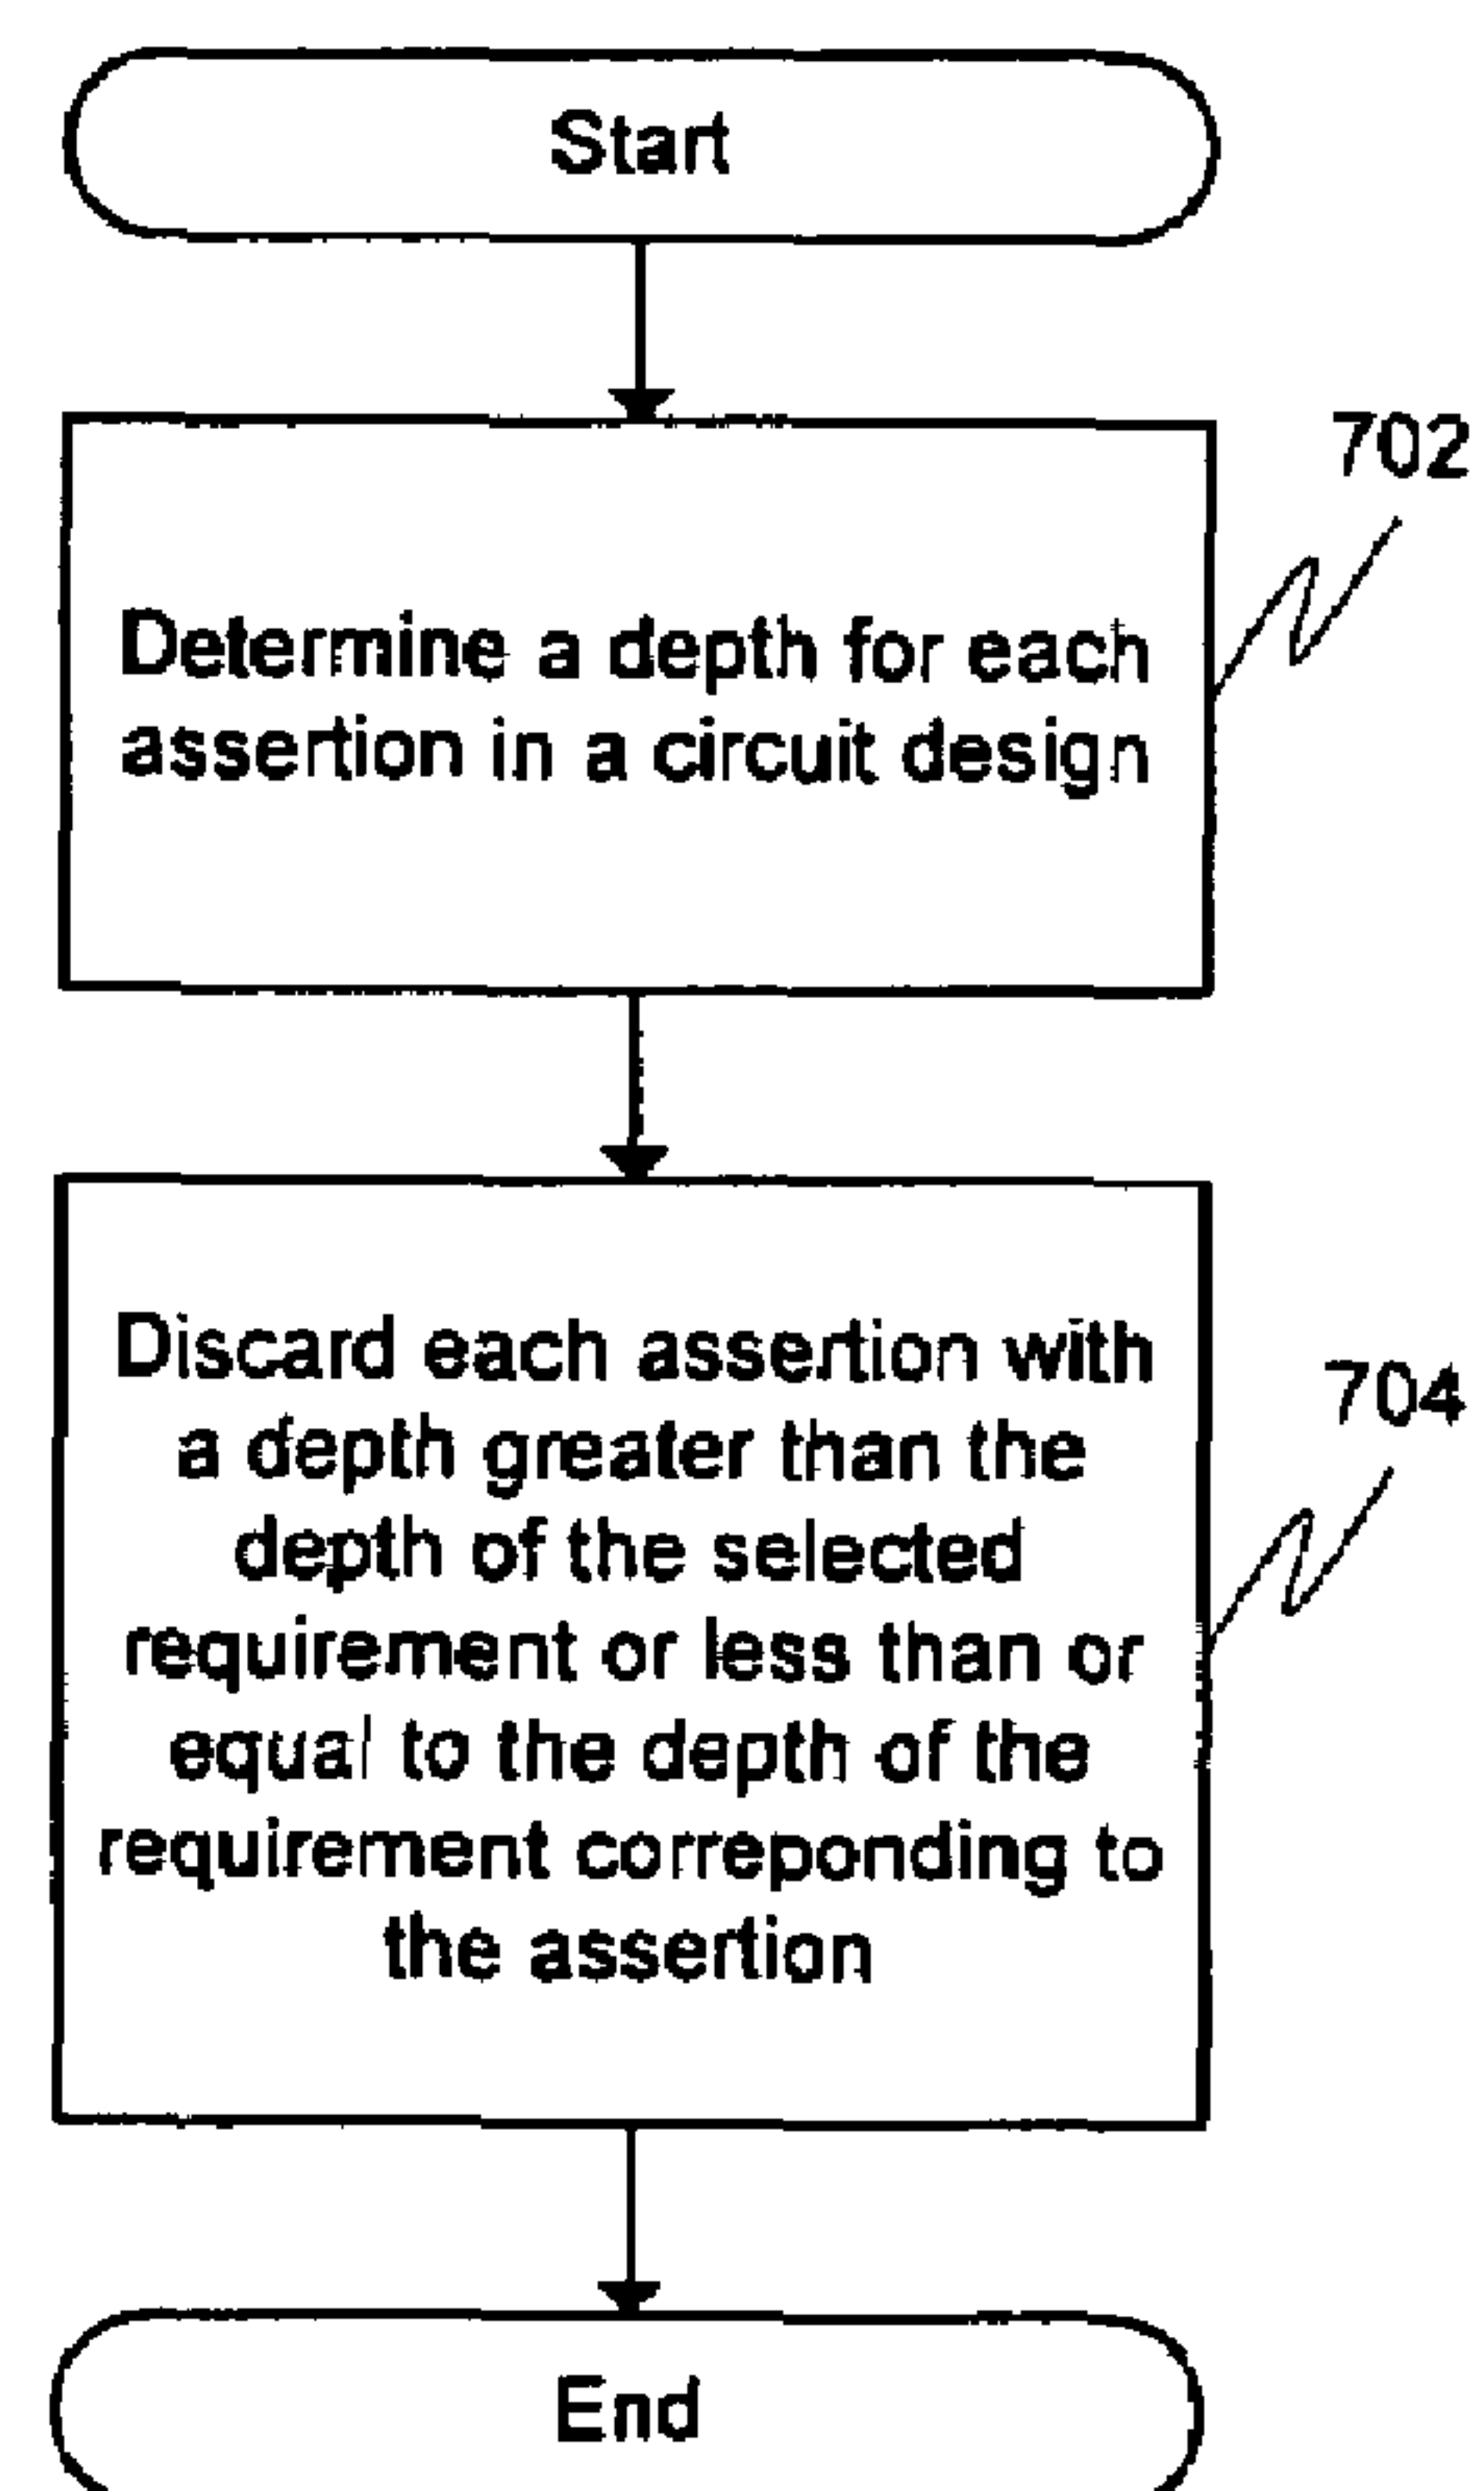 Start
702
Determine a depth for each
assertion in a circuit design
Discard each assertion with
a depth greater than the
704
depth of the selected
requirement or less than or
equal to the depth of the
requirement correponding to
the assertion
End